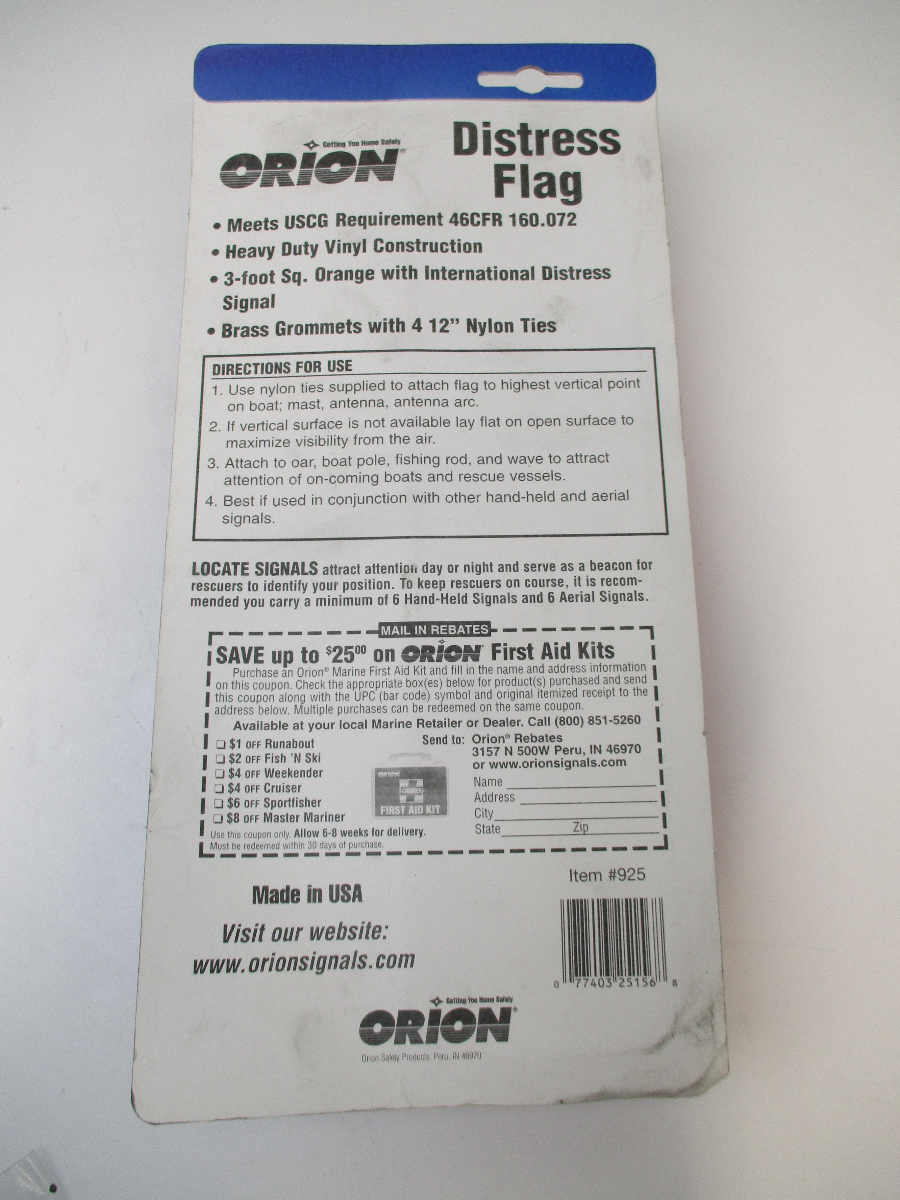 Getting You Home Safely
ORION®
Distress
Flag
• Meets USCG Requirement 46CFR 160.072
• Heavy Duty Vinyl Construction
• 3-foot Sq. Orange with International Distress
Signal
• Brass Grommets with 4 12” Nylon Ties
DIRECTIONS FOR USE
1. Use nylon ties supplied to attach flag to highest vertical point
on boat; mast, antenna, antenna arc.
2. If vertical surface is not available lay flat on open surface to
maximize visibility from the air.
3. Attach to oar, boat pole, fishing rod, and wave to attract
attention of on-coming boats and rescue vessels.
4. Best if used in conjunction with other hand-held and aerial
signals.
LOCATE SIGNALS attract attention day or night and serve as a beacon for
rescuers to identify your position. To keep rescuers on course, it is recom-
mended you carry a minimum of 6 Hand-Held Signals and 6 Aerial Signals.
MAIL IN REBATES
SAVE up to $2500 on ORION® First Aid Kits
Purchase an Orion® Marine First Aid Kit and fill in the name and address information
on this coupon. Check the appropriate box(es) below for product(s) purchased and send
this coupon along with the UPC (bar code) symbol and original itemized receipt to the
address below. Multiple purchases can be redeemed on the same coupon.
Available at your local Marine Retailer or Dealer. Call (800) 851-5260
❏ $1 OFF Runabout
❏ $2 OFF Fish 'N Ski
❏ $4 OFF Weekender
❏ $4 OFF Cruiser
❏ $6 OFF Sportfisher
❏ $8 OFF Master Mariner
Use this coupon only. Allow 6-8 weeks for delivery.
Must be redeemed within 30 days of purchase.
ORION
CRUISER
FIRST AID KIT
Send to: Orion® Rebates
3157 N 500W Peru, IN 46970
or www.orionsignals.com
Name
Address
City
State Zip
Item #925
Made in USA
Visit our website:
www.orionsignals.com
0 77403 25156 8
Getting You Home Safely
ORION®
Orion Safety Products, Peru, IN 46970